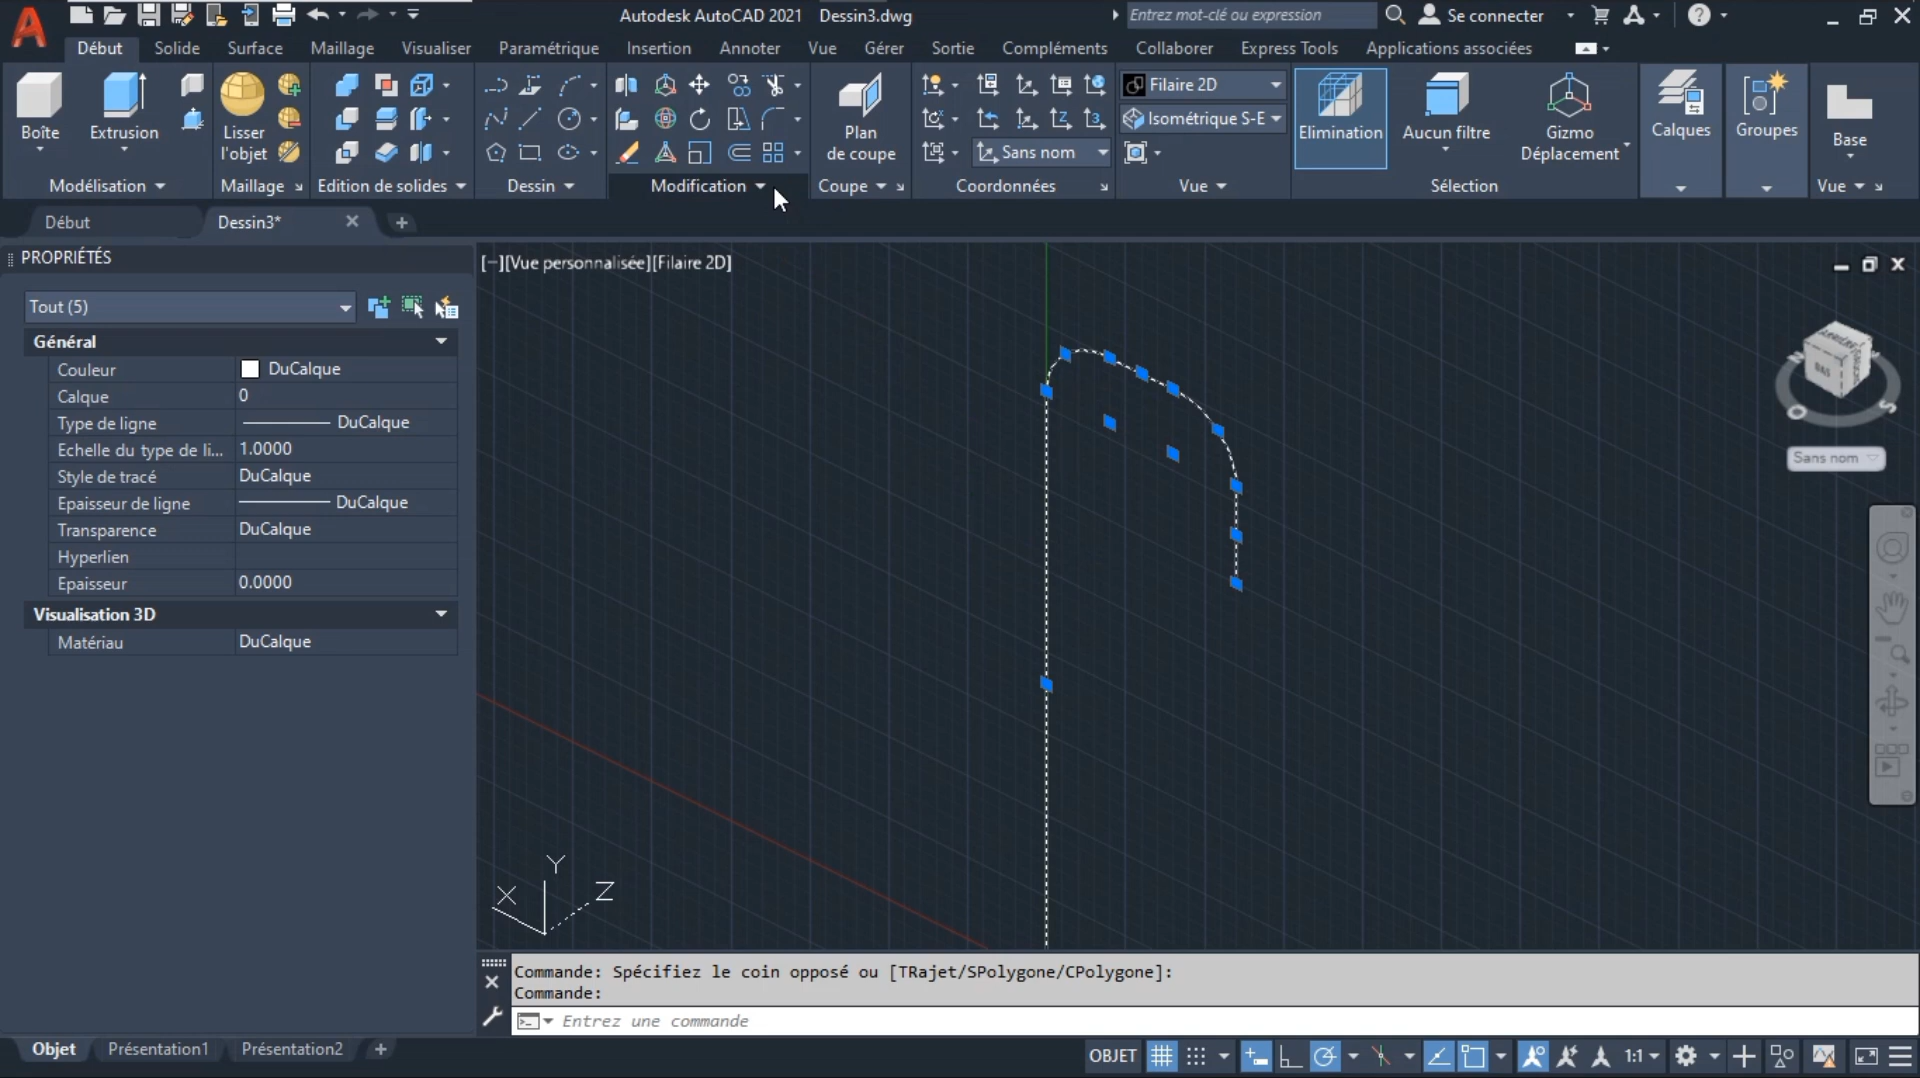 Autodesk AutoCAD 2021 Dessin3.dwg
Entrez mot-clé ou expression
Se connecter
Début Solide Surface Maillage Visualiser Paramétrique Insertion Annoter Vue Gérer Sortie Compléments Collaborer Express Tools Applications associées
Boîte
Extrusion
Lisser
l'objet
Plan
de coupe
Sans nom
Filaire 2D
Isométrique S-E
Elimination
Aucun filtre
Gizmo
Déplacement
Calques
Groupes
Base
Modélisation Maillage Edition de solides Dessin Modification Coupe Coordonnées Vue Sélection Vue
Début
Dessin3*
PROPRIÉTÉS
Tout (5)
Général
Couleur DuCalque
Calque 0
Type de ligne DuCalque
Echelle du type de li... 1.0000
Style de tracé DuCalque
Epaisseur de ligne DuCalque
Transparence DuCalque
Hyperlien
Epaisseur 0.0000
Visualisation 3D
Matériau DuCalque
[−][Vue personnalisée][Filaire 2D]
BAS
Sans nom
Y
X
Z
Commande: Spécifiez le coin opposé ou [TRajet/SPolygone/CPolygone]:
Commande:
Entrez une commande
Objet Présentation1 Présentation2
OBJET
1:1